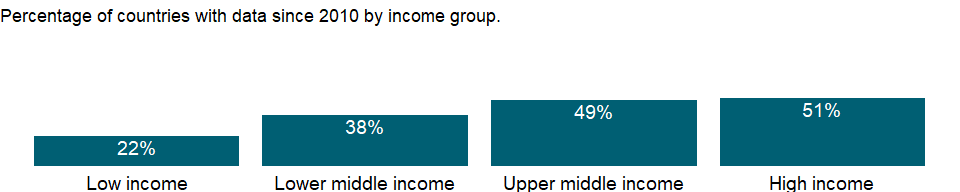 Percentage of countries with data since 2010 by income group.
22%
38%
49%
51%
Low income
Lower middle income
Upper middle income
High income